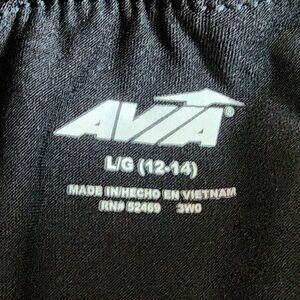 AVIA®
L/G (12-14)
MADE IN/HECHO EN VIETNAM
RN# 52469 3W0